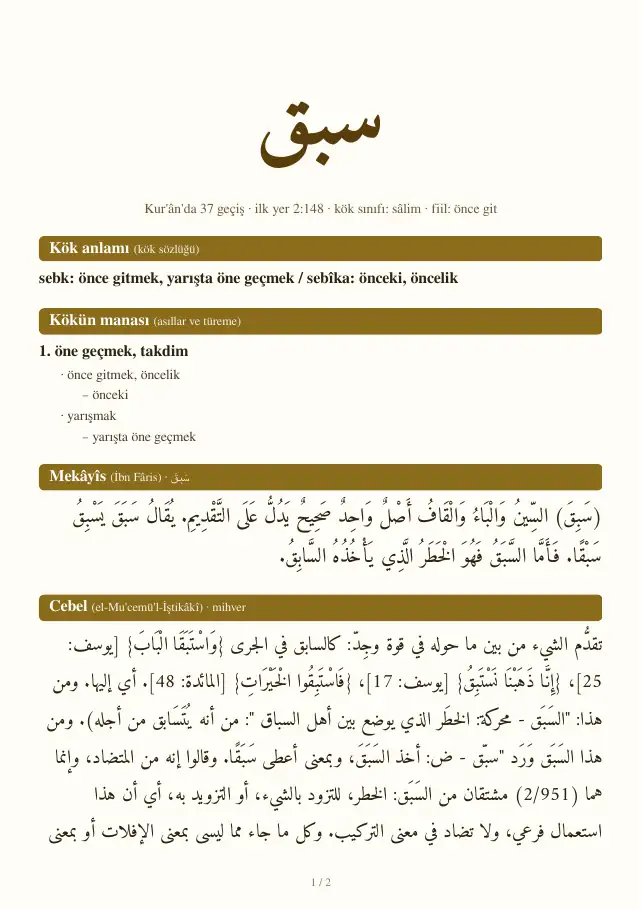 سبق
Kur'ân'da 37 geçiş · ilk yer 2:148 · kök sınıfı: sâlim · fiil: önce git
Kök anlamı (kök sözlüğü)
sebk: önce gitmek, yarışta öne geçmek / sebîka: önceki, öncelik
Kökün manası (asıllar ve türeme)
1. öne geçmek, takdim
· önce gitmek, öncelik
– önceki
· yarışmak
– yarışta öne geçmek
Mekâyîs (İbn Fâris) · سَبِقَ
(سَبِقَ) السِّينُ وَالْبَاءُ وَالْقَافُ أَصْلٌ وَاحِدٌ صَحِيحٌ يَدُلُّ عَلَى التَّقْدِيمِ. يُقَالُ سَبَقَ يَسْبِقُ
سَبْقًا. فَأَمَّا السَّبَقُ فَهُوَ الْخَطَرُ الَّذِي يَأْخُذُهُ السَّابِقُ.
Cebel (el-Mu'cemü'l-İştikâkî) · mihver
تقدُّم الشيء من بين ما حوله في قوة وجِدّ: كالسابق في الجرى {وَاسْتَبَقَا الْبَابَ} [يوسف:
25]، {إِنَّا ذَهَبْنَا نَسْتَبِقُ} [يوسف: 17]، {فَاسْتَبِقُوا الْخَيْرَاتِ} [المائدة: 48]. أي إليها. ومن
هذا: "السَبَق - محركة: الخطَر الذي يوضع بين أهل السباق ": من أنه يُتَسابق من أجله). ومن
هذا السَبَق وَرَد "سبّق - ض: أخذ السَبَقَ، وبمعنى أعطى سَبَقًا. وقالوا إنه من المتضاد، وإنما
هما (2/951) مشتقان من السَبَق: الخطر، للتزود بالشيء، أو التزويد به، أي أن هذا
استعمال فرعي، ولا تضاد في معنى التركيب. وكل ما جاء مما ليسى بمعنى الإفلات أو بمعنى
1 / 2